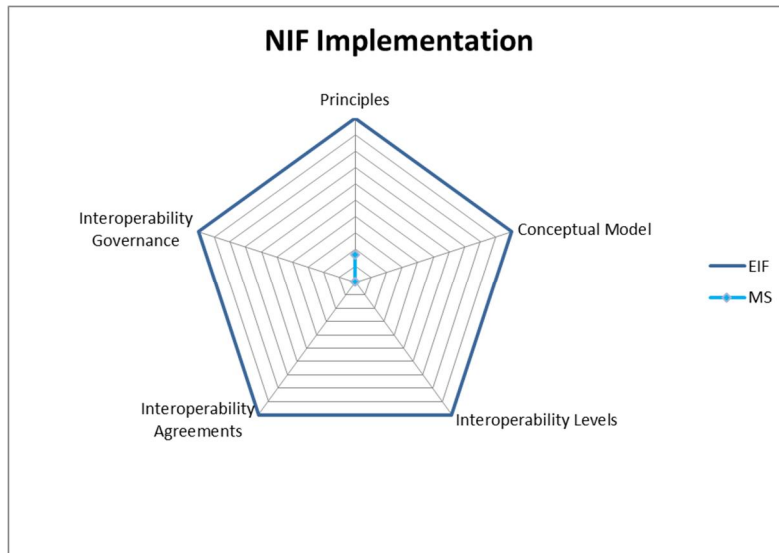 NIF Implementation
Principles
Interoperability
Governance
Conceptual Model
EIF
MS
Interoperability
Agreements
Interoperability Levels